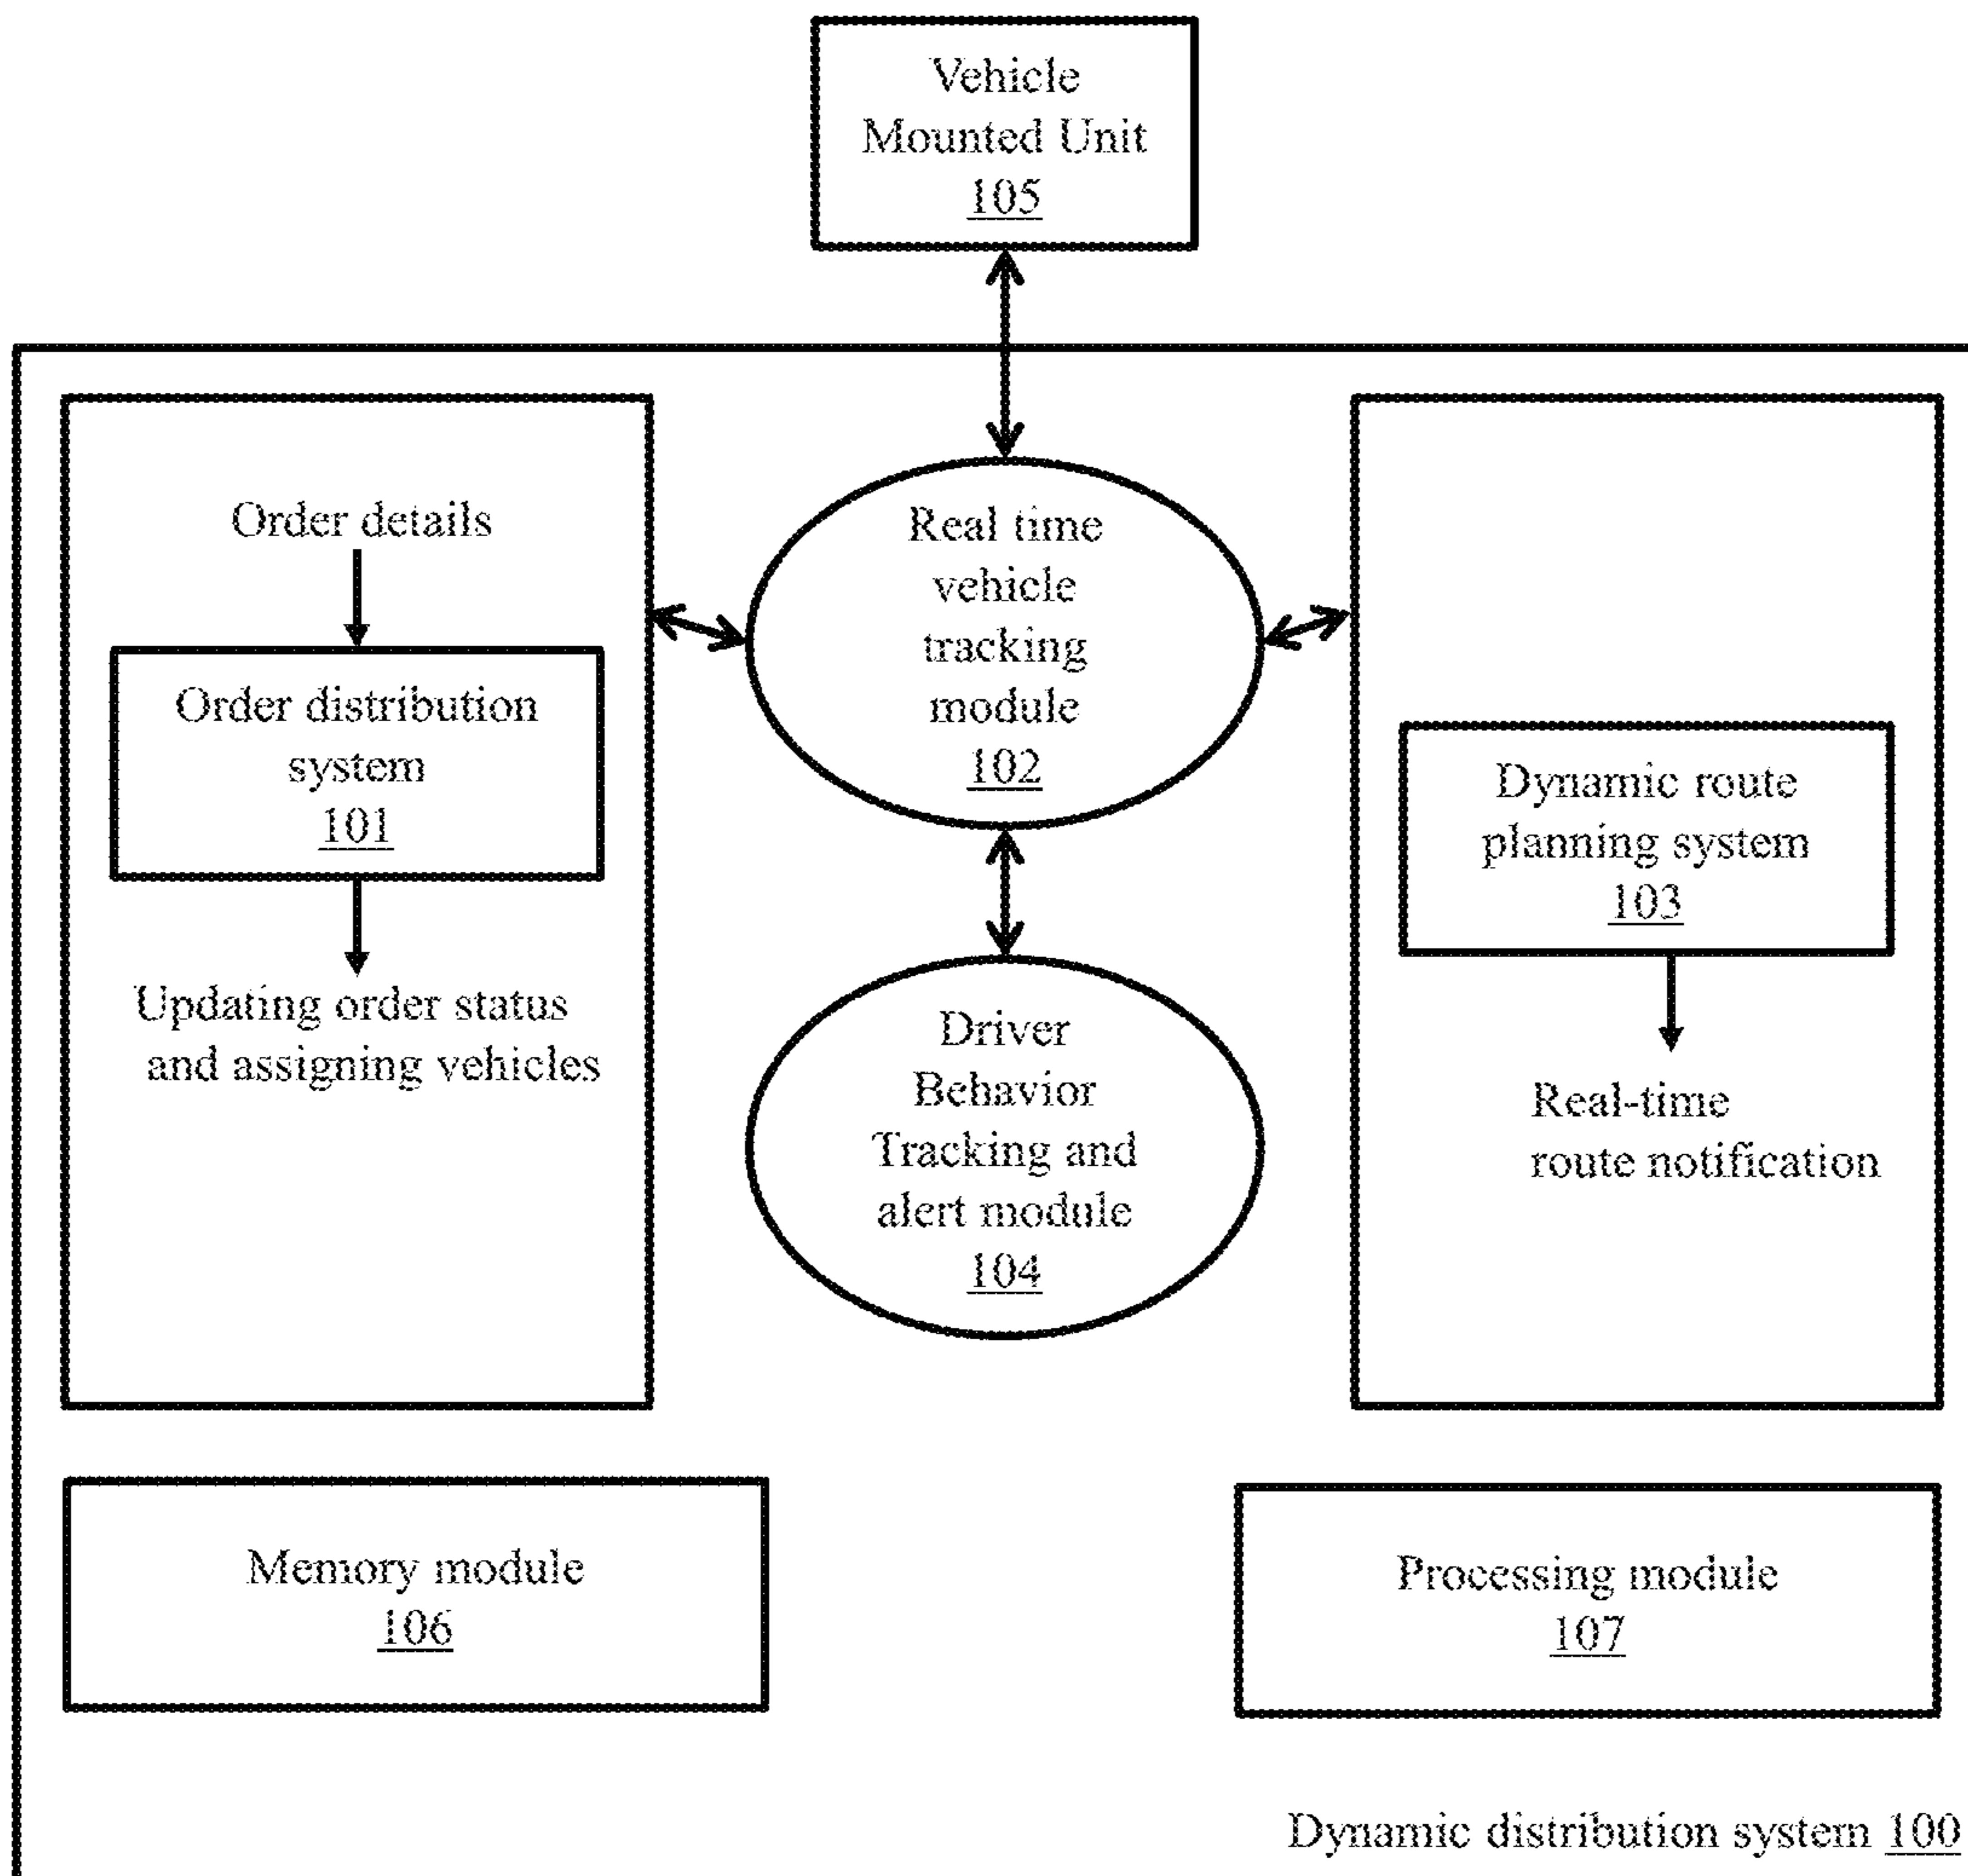 Vehicle
Mounted Unit
105
Order details
Order distribution
system
101
Updating order status
and assigning vehicles
Real time
vehicle
tracking
module
102
Driver
Behavior
Tracking and
alert module
104
Dynamic route
planning system
103
Real-time
route notification
Memory module
106
Processing module
107
Dynamic distribution system 100